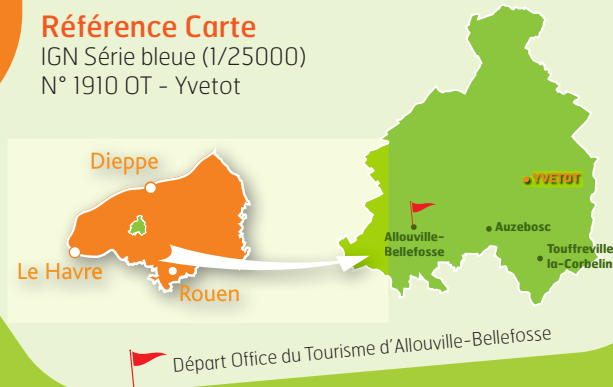 Référence Carte
IGN Série bleue (1/25000)
N° 1910 OT - Yvetot
Dieppe
Le Havre
Rouen
YVETOT
Allouville-
Bellefosse
Auzebosc
Touffreville
la-Corbelin
Départ Office du Tourisme d'Allouville-Bellefosse